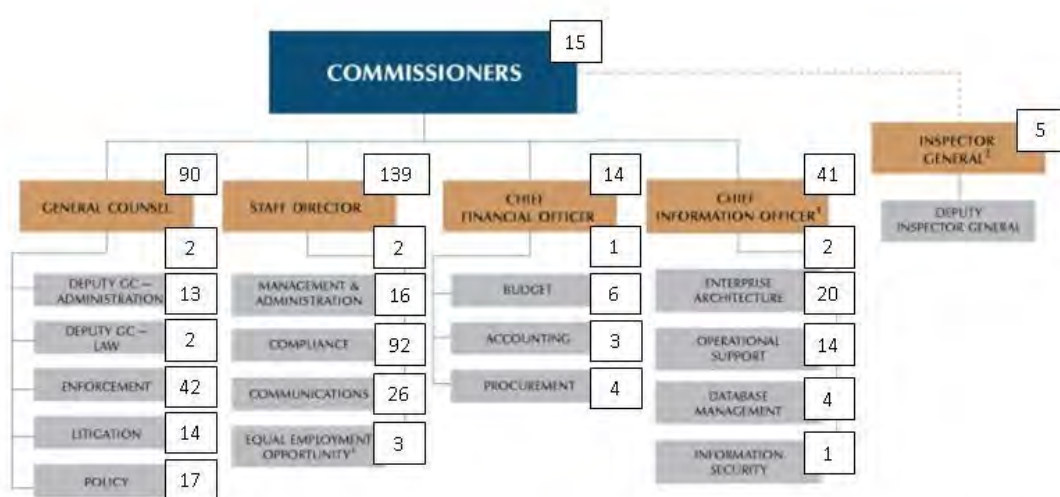 15
COMMISSIONERS
5
INSPECTOR
GENERAL²
DEPUTY
INSPECTOR GENERAL
90
GENERAL COUNSEL
2
DEPUTY GC –
ADMINISTRATION
13
DEPUTY GC –
LAW
2
ENFORCEMENT
42
LITIGATION
14
POLICY
17
139
STAFF DIRECTOR
2
MANAGEMENT &
ADMINISTRATION
16
COMPLIANCE
92
COMMUNICATIONS
26
EQUAL EMPLOYMENT
OPPORTUNITY³
3
14
CHIEF
FINANCIAL OFFICER
1
BUDGET
6
ACCOUNTING
3
PROCUREMENT
4
41
CHIEF
INFORMATION OFFICER¹
2
ENTERPRISE
ARCHITECTURE
20
OPERATIONAL
SUPPORT
14
DATABASE
MANAGEMENT
4
INFORMATION
SECURITY
1